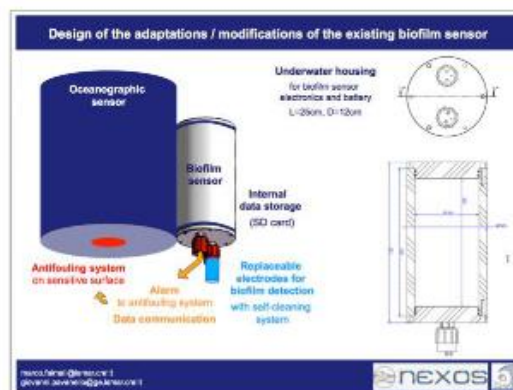 Design of the adaptations / modifications of the existing biofilm sensor
Oceanographic
sensor
Underwater housing
for biofilm sensor
electronics and battery
L=25cm, D=12cm
Biofilm
sensor
Internal
data storage
(SD card)
Antifouling system
on sensitive surface
Alarm
to antifouling system
Data communication
Replaceable
electrodes for
biofilm detection
with self-cleaning
system
NEXOS